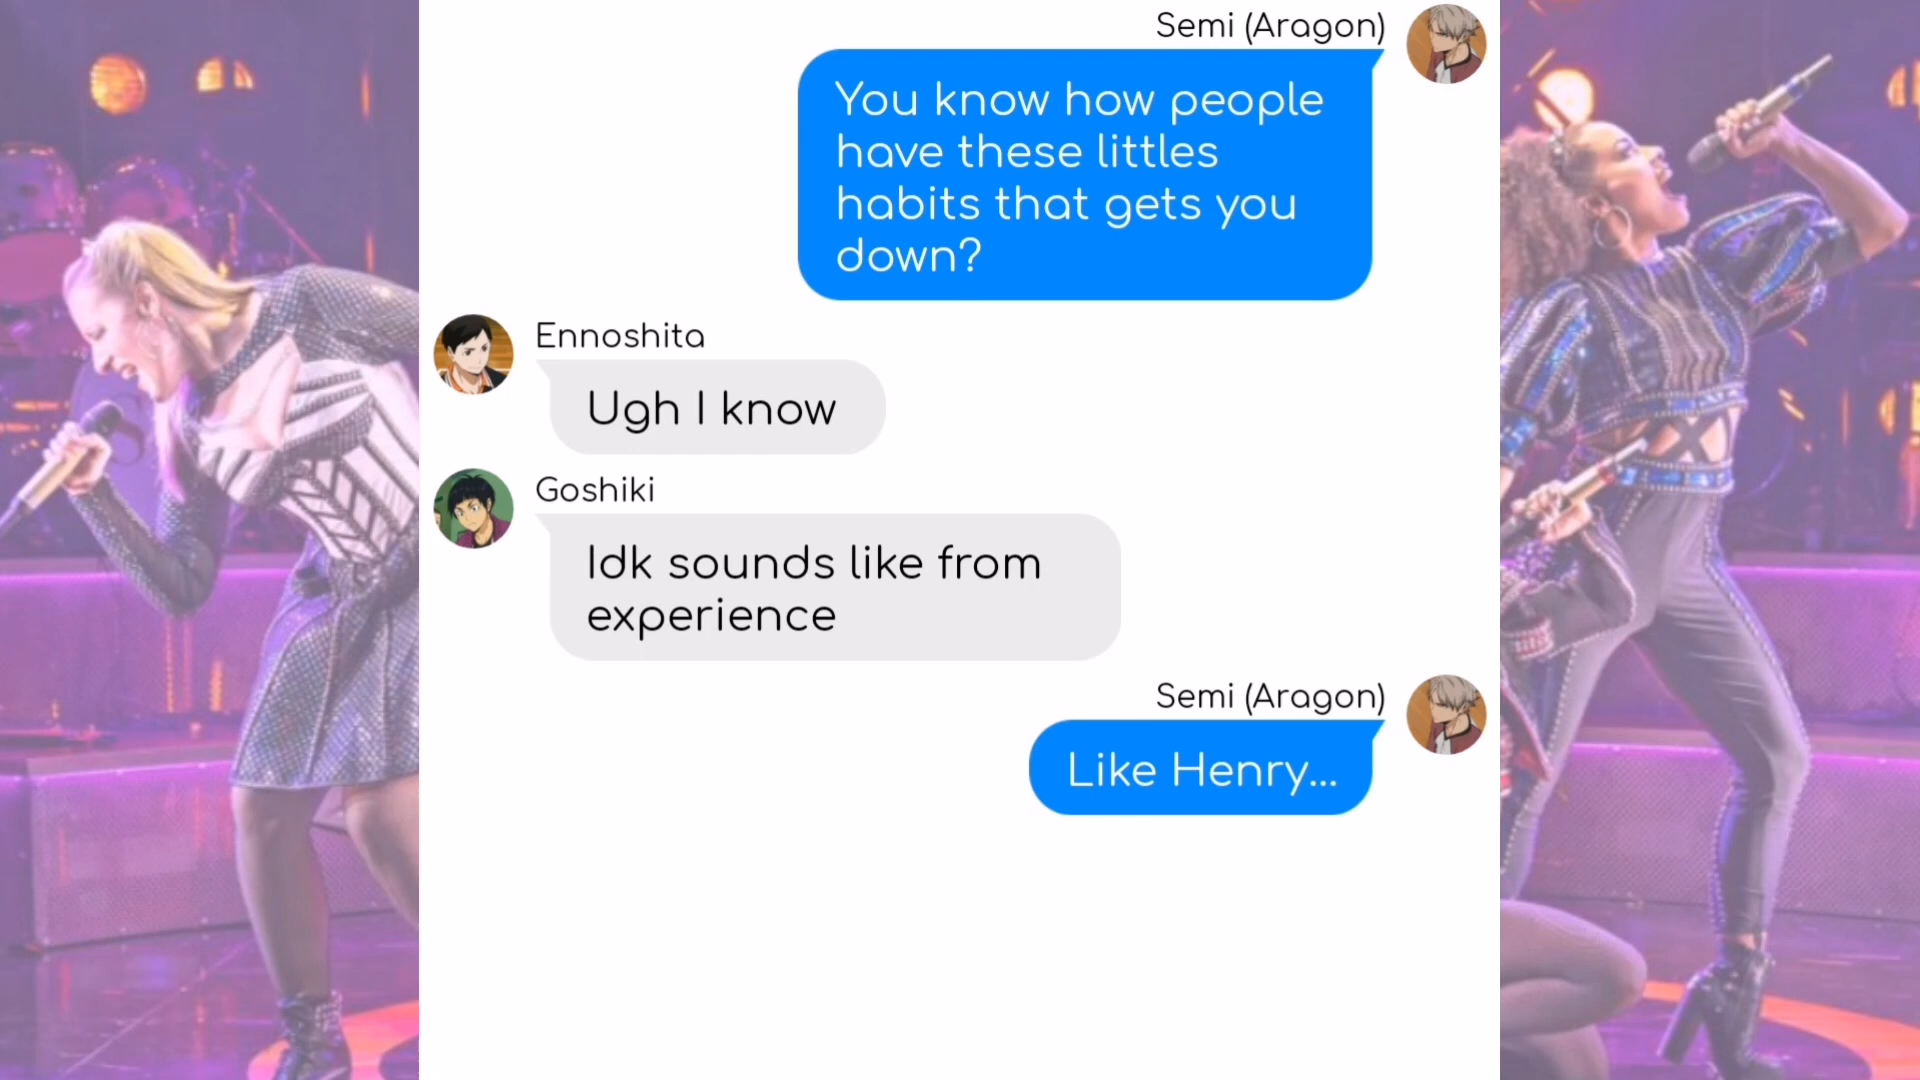 Semi (Aragon)
You know how people
have these littles
habits that gets you
down?
Ennoshita
Ugh I know
Goshiki
Idk sounds like from
experience
Semi (Aragon)
Like Henry...